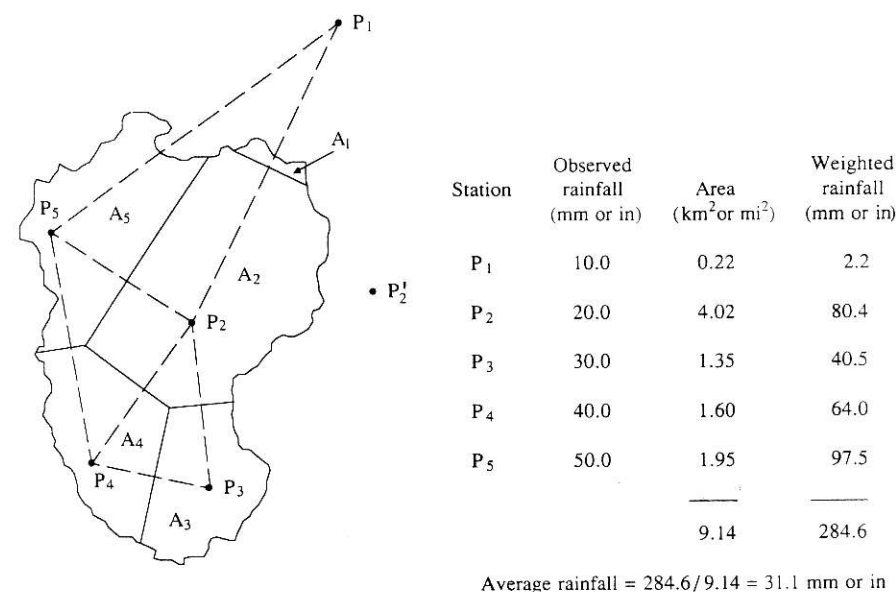 P1
A1
P5
A5
A2
P2'
P2
A4
P4
P3
A3
Station Observed rainfall (mm or in) Area (km² or mi²) Weighted rainfall (mm or in)
P1 10.0 0.22 2.2
P2 20.0 4.02 80.4
P3 30.0 1.35 40.5
P4 40.0 1.60 64.0
P5 50.0 1.95 97.5
9.14 284.6
Average rainfall = 284.6/9.14 = 31.1 mm or in